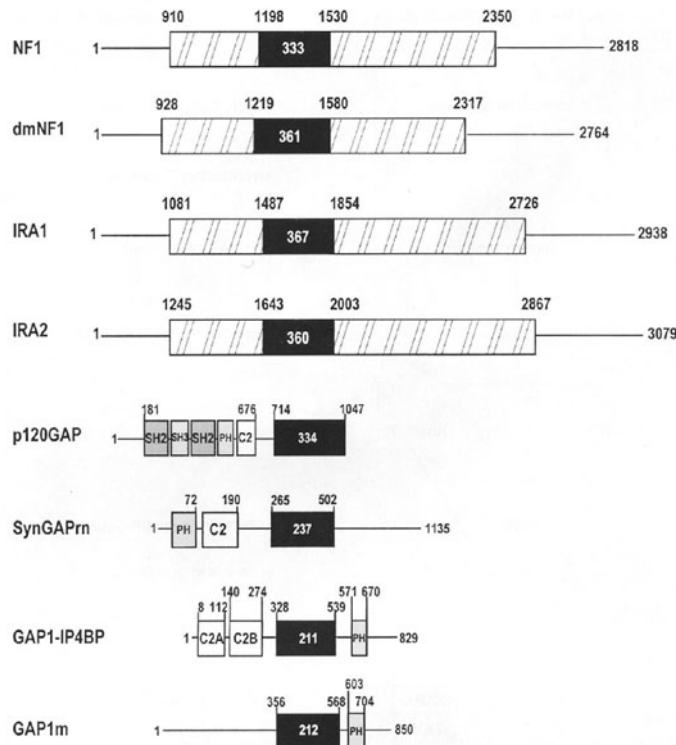 910 1198 1530 2350
NF1 1 333 2818
928 1219 1580 2317
dmNF1 1 361 2764
1081 1487 1854 2726
IRA1 1 367 2938
1245 1643 2003 2867
IRA2 1 360 3079
181 676 714 1047
p120GAP 1 SH2 SH3 SH2 PH C2 334
72 190 265 502
SynGAPrn 1 PH C2 237 1135
140 274 571 670
8 112 328 539
GAP1-IP4BP 1 C2A C2B 211 PH 829
603
356 568 704
GAP1m 1 212 PH 850